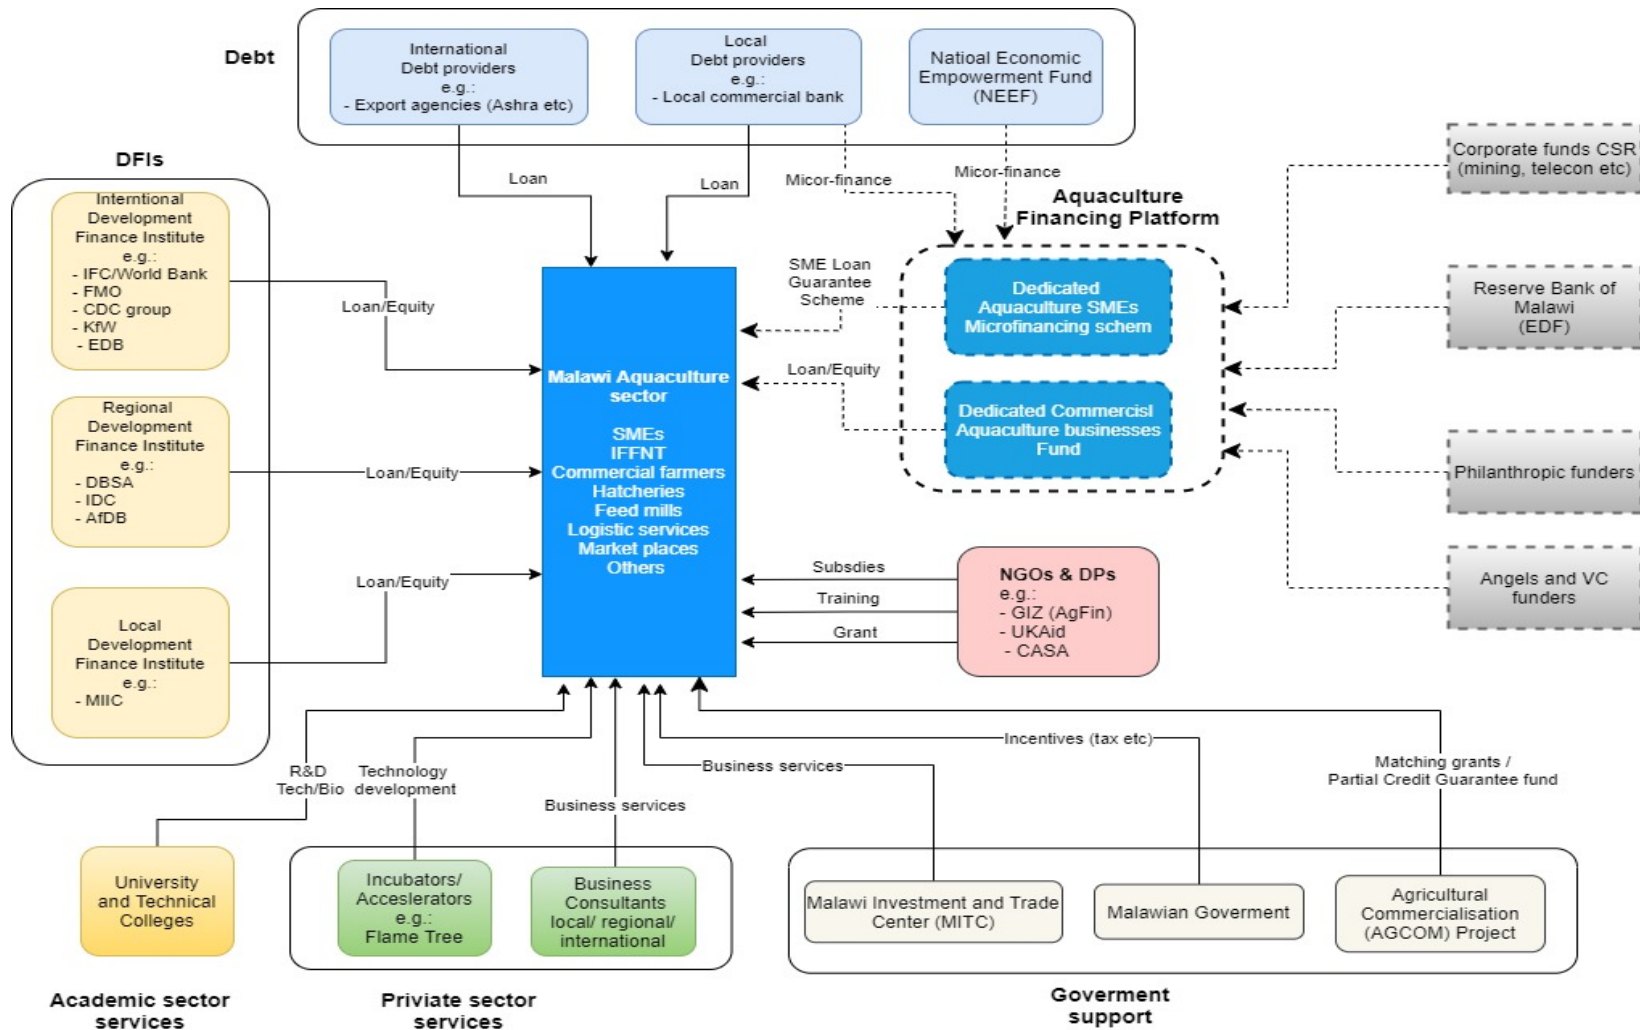 Debt
International
Debt providers
e.g.:
- Export agencies (Ashra etc)
Local
Debt providers
e.g.:
- Local commercial bank
Natioal Economic
Empowerment Fund
(NEEF)
DFIs
Interntional
Development
Finance Institute
e.g.:
- IFC/World Bank
- FMO
- CDC group
- KfW
- EDB
Regional
Development
Finance Institute
e.g.:
- DBSA
- IDC
- AfDB
Local
Development
Finance Institute
e.g.:
- MIIC
Loan
Loan
Micor-finance
Micor-finance
Loan/Equity
Loan/Equity
Loan/Equity
Malawi Aquaculture
sector
SMEs
IFFNT
Commercial farmers
Hatcheries
Feed mills
Logistic services
Market places
Others
Aquaculture
Financing Platform
SME Loan
Guarantee
Scheme
Loan/Equity
Dedicated
Aquaculture SMEs
Microfinancing schem
Dedicated Commercisl
Aquaculture businesses
Fund
Corporate funds CSR
(mining, telecon etc)
Reserve Bank of
Malawi
(EDF)
Philanthropic funders
Angels and VC
funders
Subsdies
Training
Grant
NGOs & DPs
e.g.:
- GIZ (AgFin)
- UKAid
- CASA
R&D
Tech/Bio
Technology
development
Business services
Business services
Incentives (tax etc)
Matching grants /
Partial Credit Guarantee fund
University
and Technical
Colleges
Incubators/
Acceslerators
e.g.:
Flame Tree
Business
Consultants
local/ regional/
international
Malawi Investment and Trade
Center (MITC)
Malawian Goverment
Agricultural
Commercialisation
(AGCOM) Project
Academic sector
services
Priviate sector
services
Goverment
support